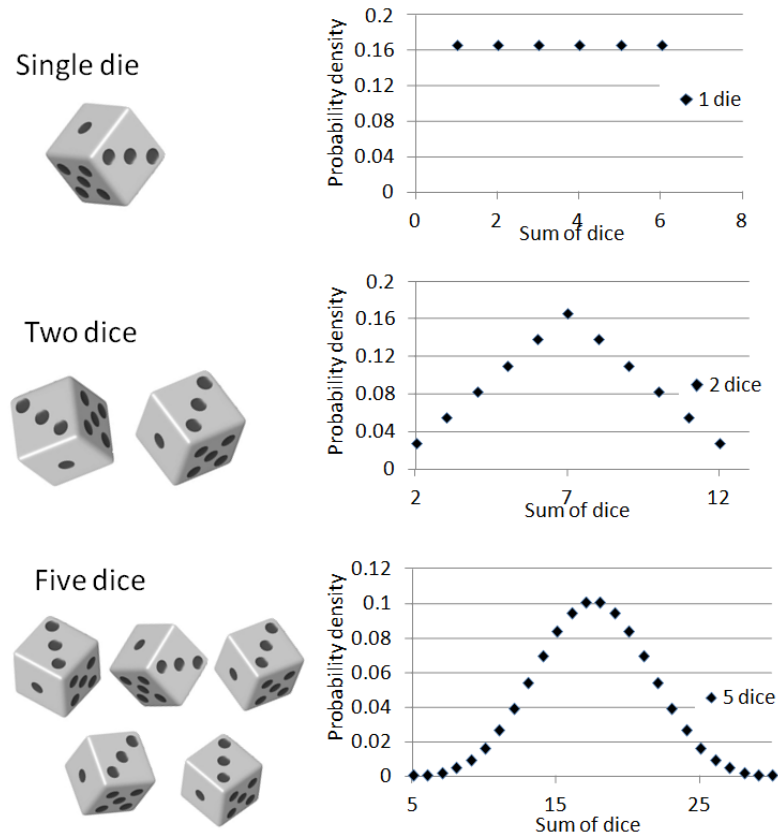 Single die
Probability density
0.2
0.16
0.12
0.08
0.04
0
0 2 4 6 8
Sum of dice
1 die
Two dice
Probability density
0.2
0.16
0.12
0.08
0.04
0
2 7 12
Sum of dice
2 dice
Five dice
Probability density
0.12
0.1
0.08
0.06
0.04
0.02
0
5 15 25
Sum of dice
5 dice